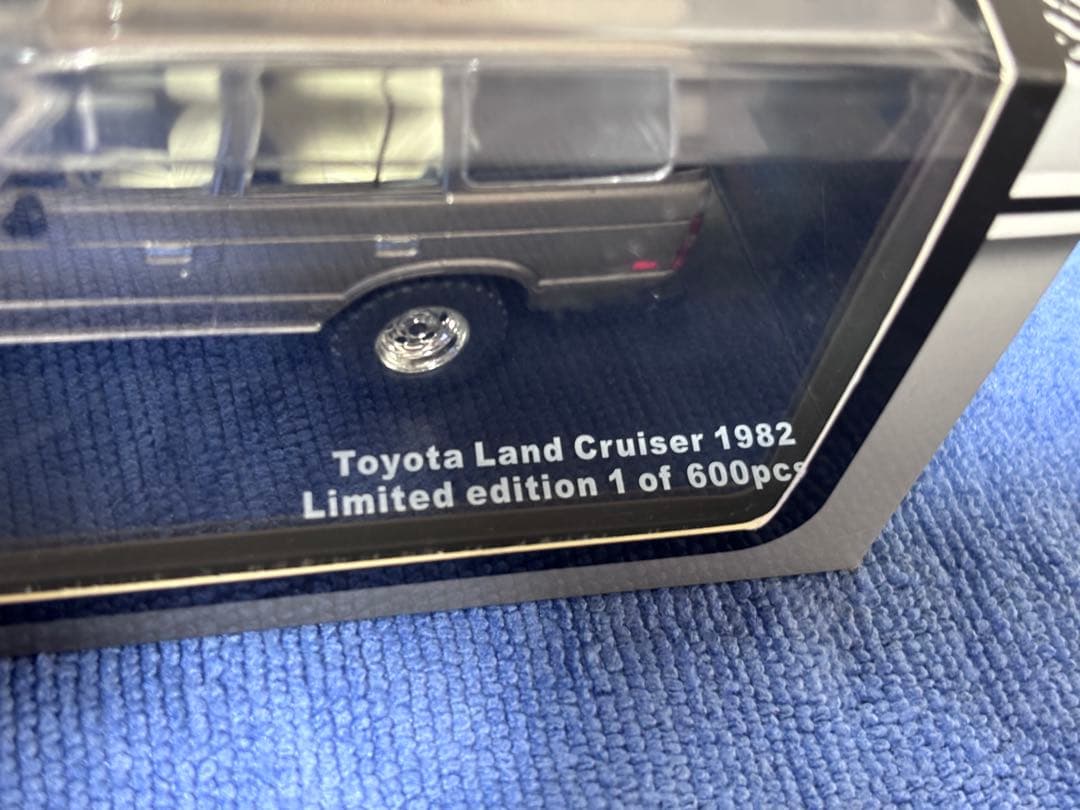 Toyota Land Cruiser 1982
Limited edition 1 of 600pcs